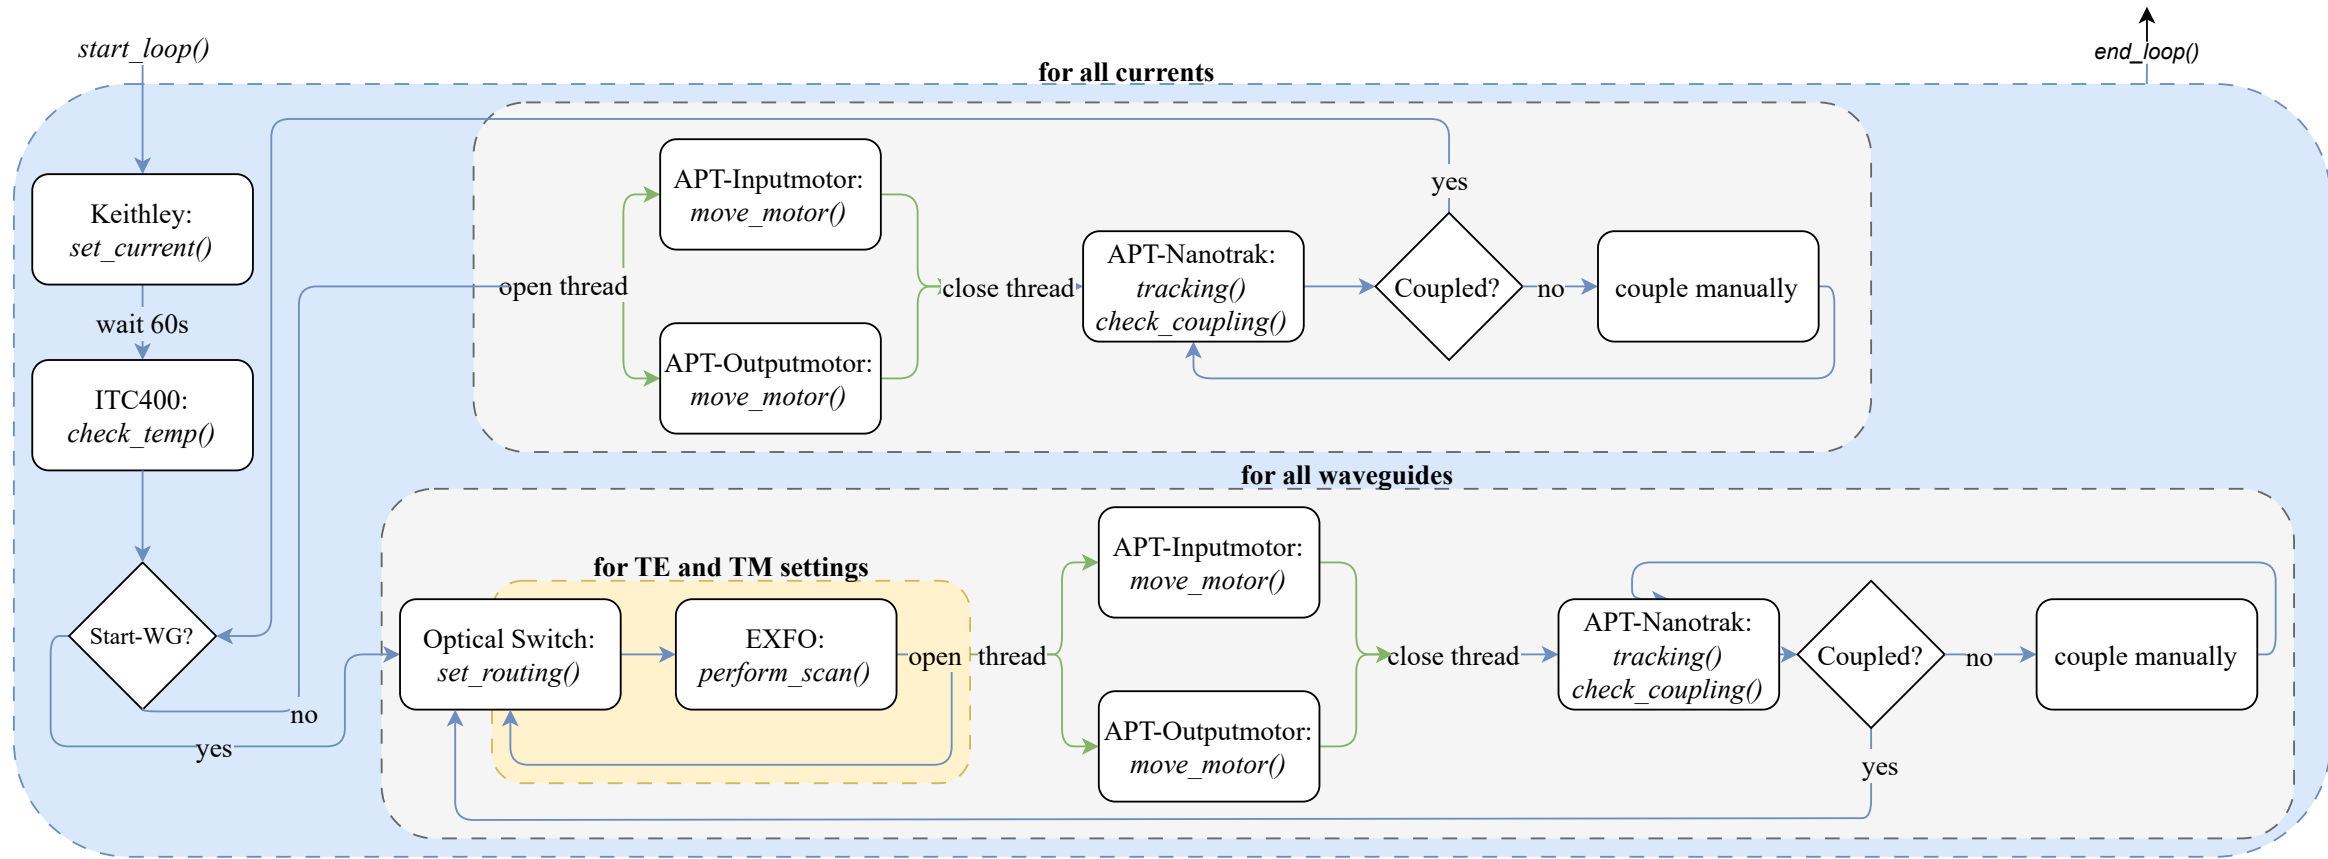 start_loop()
end_loop()
for all currents
Keithley:
set_current()
wait 60s
ITC400:
check_temp()
Start-WG?
no
yes
open thread
APT-Inputmotor:
move_motor()
APT-Outputmotor:
move_motor()
close thread
APT-Nanotrak:
tracking()
check_coupling()
yes
Coupled?
no
couple manually
for all waveguides
for TE and TM settings
Optical Switch:
set_routing()
EXFO:
perform_scan()
open thread
APT-Inputmotor:
move_motor()
APT-Outputmotor:
move_motor()
close thread
APT-Nanotrak:
tracking()
check_coupling()
Coupled?
no
couple manually
yes